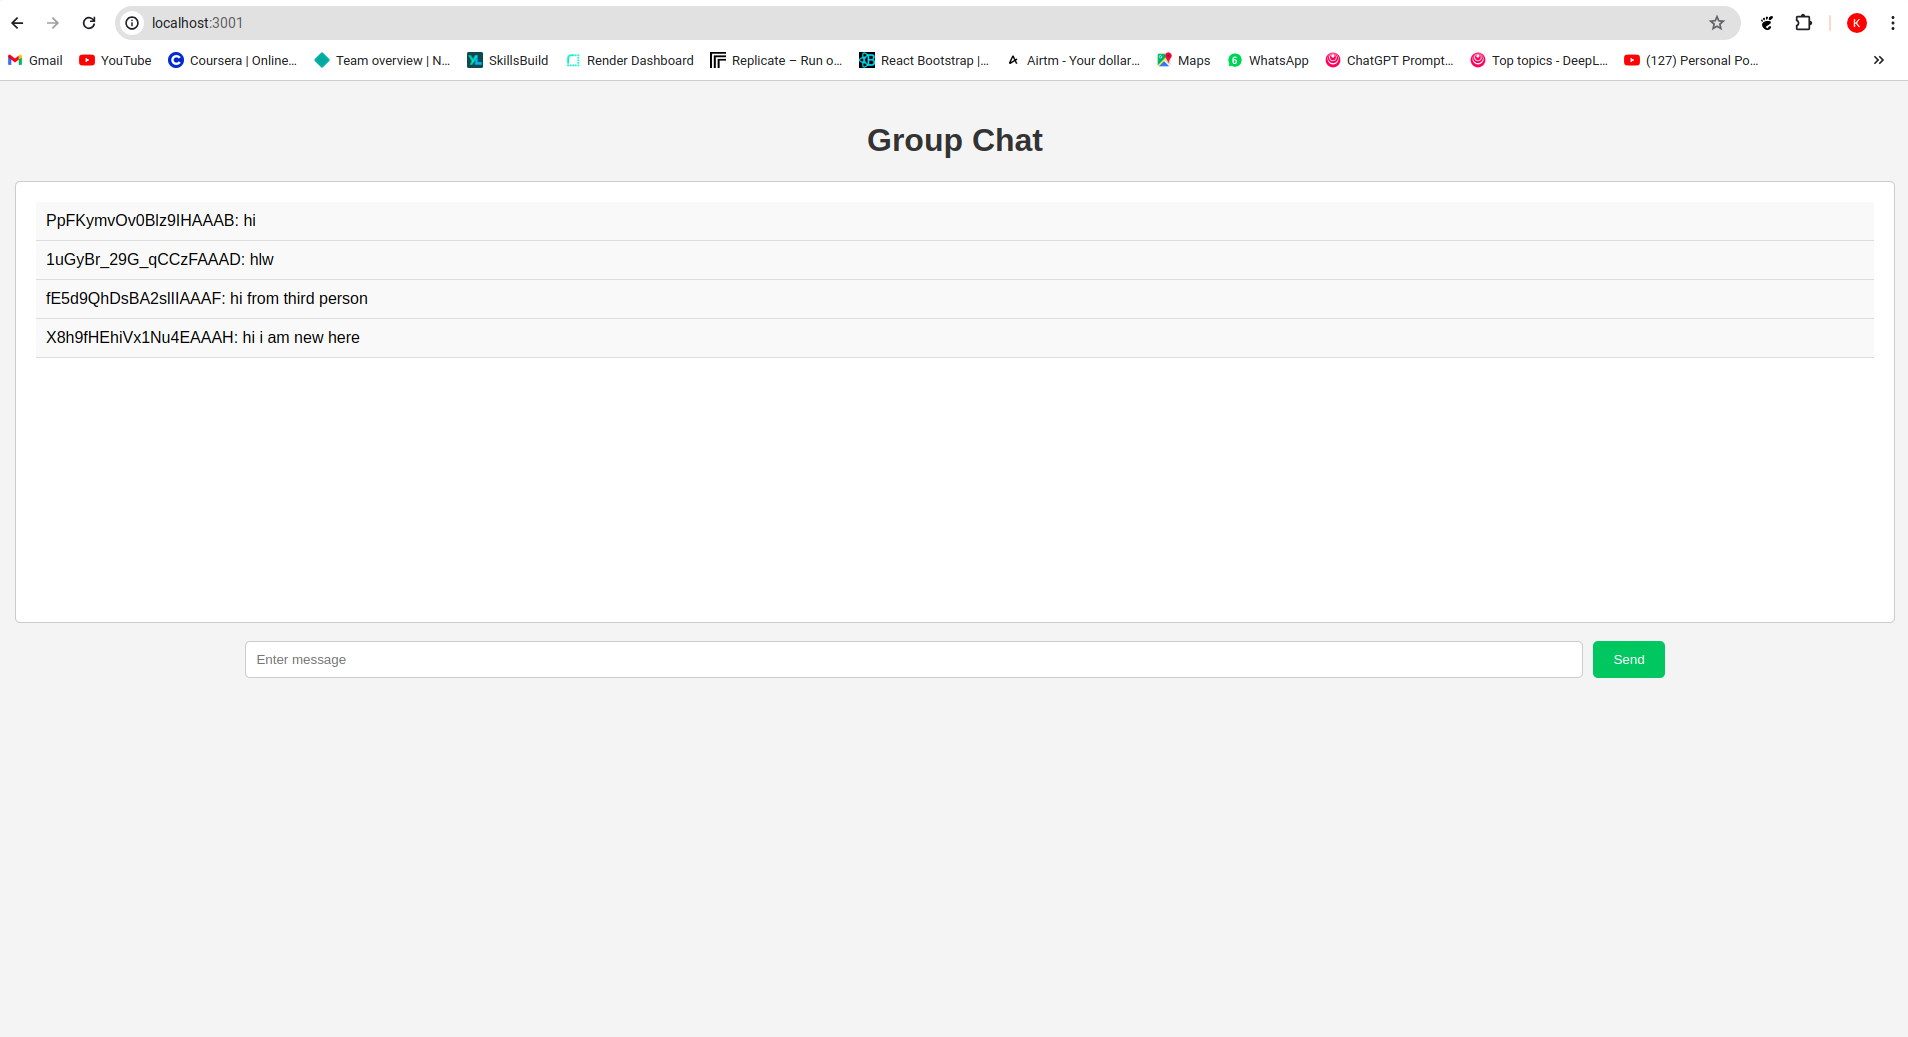 localhost:3001
K
Gmail YouTube Coursera | Online... Team overview | N... SkillsBuild Render Dashboard Replicate – Run o... React Bootstrap |... Airtm - Your dollar... Maps 6 WhatsApp ChatGPT Prompt... Top topics - DeepL... (127) Personal Po...
Group Chat
PpFKymvOv0Blz9IHAAAB: hi
1uGyBr_29G_qCCzFAAAD: hlw
fE5d9QhDsBA2slIIAAAF: hi from third person
X8h9fHEhiVx1Nu4EAAAH: hi i am new here
Enter message
Send